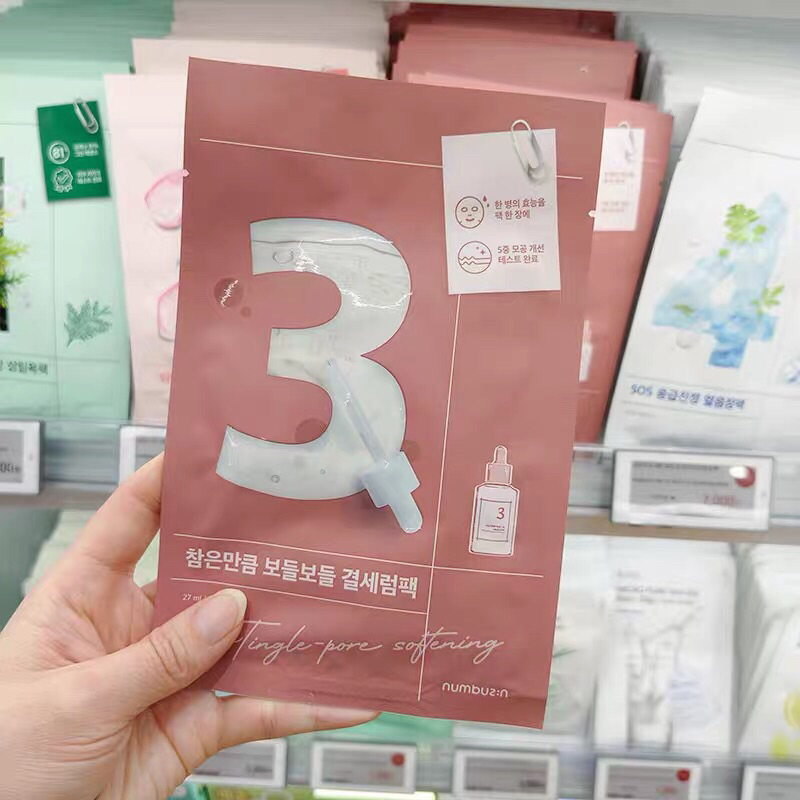 한 병의 효능을
팩 한 장에
5중 모공 개선
테스트 완료
3
3
참은만큼 보들보들 결세럼팩
27 ml
Tingle-pore softening
numbuz:n
4
SOS 응급진정 얼음장팩
7,000